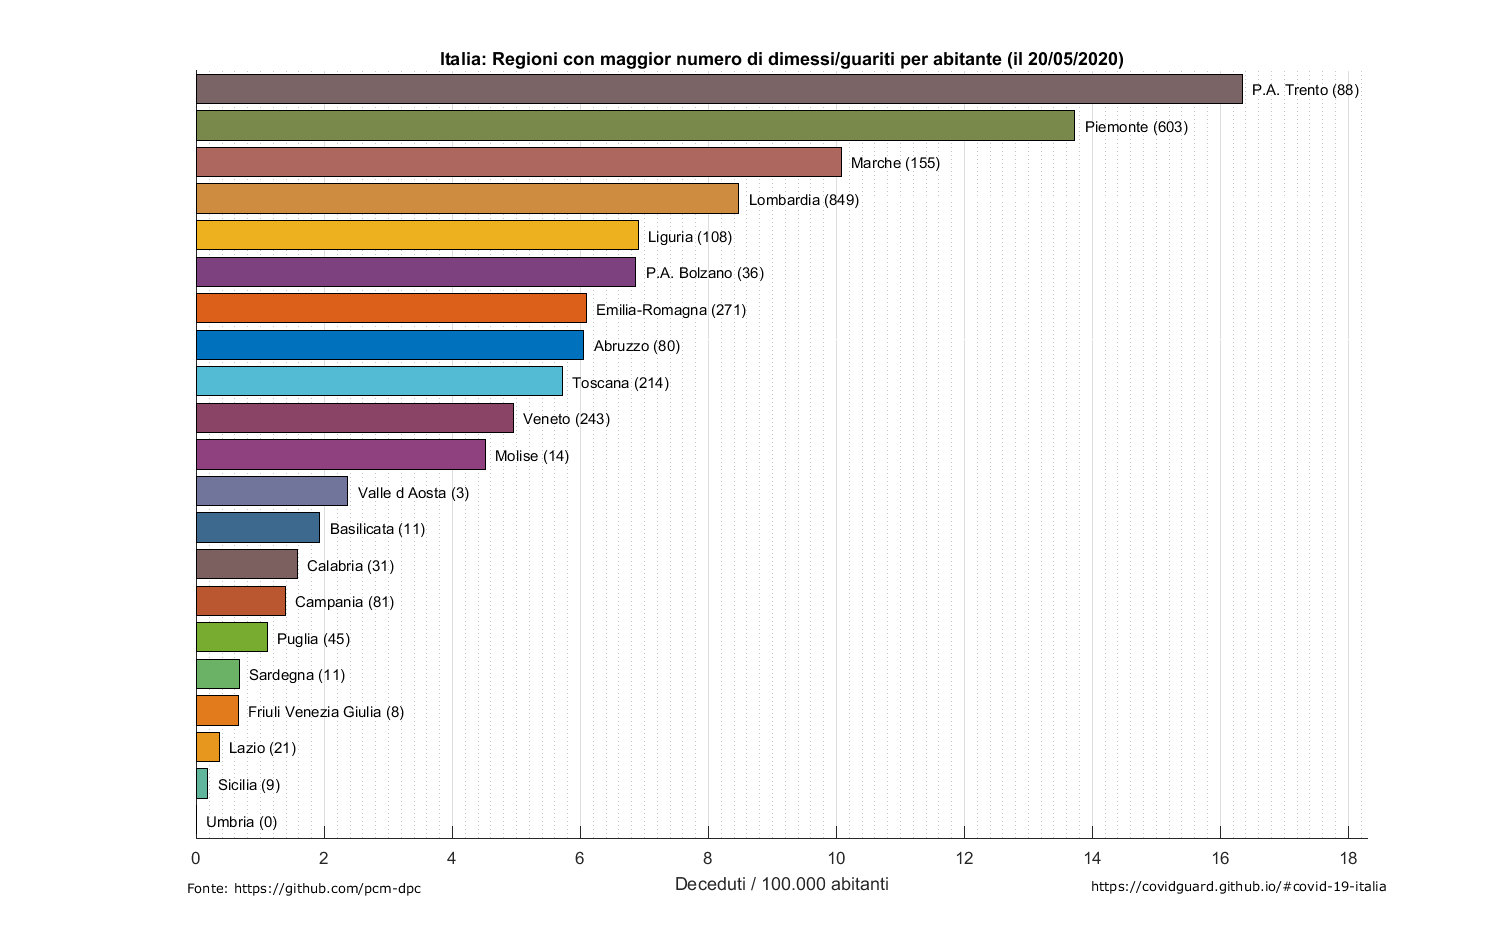 Italia: Regioni con maggior numero di dimessi/guariti per abitante (il 20/05/2020)
P.A. Trento (88)
Piemonte (603)
Marche (155)
Lombardia (849)
Liguria (108)
P.A. Bolzano (36)
Emilia-Romagna (271)
Abruzzo (80)
Toscana (214)
Veneto (243)
Molise (14)
Valle d Aosta (3)
Basilicata (11)
Calabria (31)
Campania (81)
Puglia (45)
Sardegna (11)
Friuli Venezia Giulia (8)
Lazio (21)
Sicilia (9)
Umbria (0)
0 2 4 6 8 10 12 14 16 18
Deceduti / 100.000 abitanti
Fonte: https://github.com/pcm-dpc
https://covidguard.github.io/#covid-19-italia